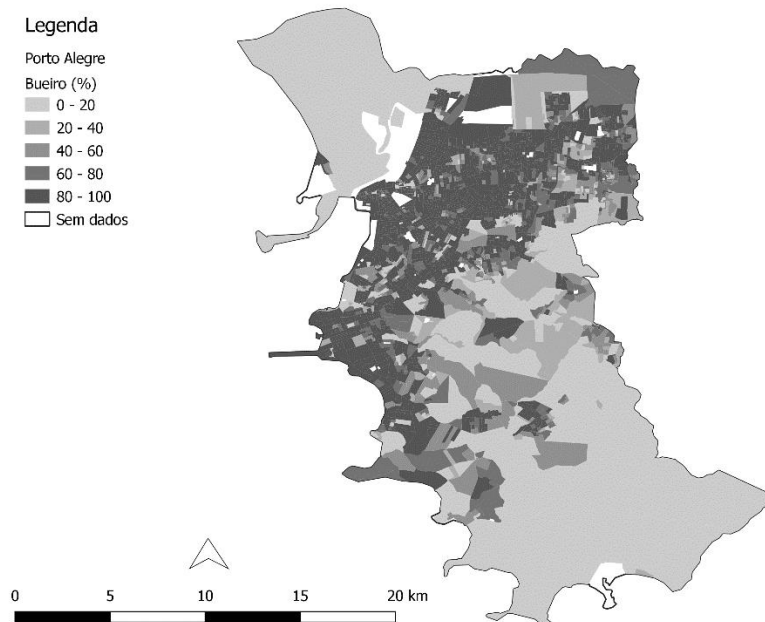 Legenda
Porto Alegre
Bueiro (%)
0 - 20
20 - 40
40 - 60
60 - 80
80 - 100
Sem dados
0 5 10 15 20 km